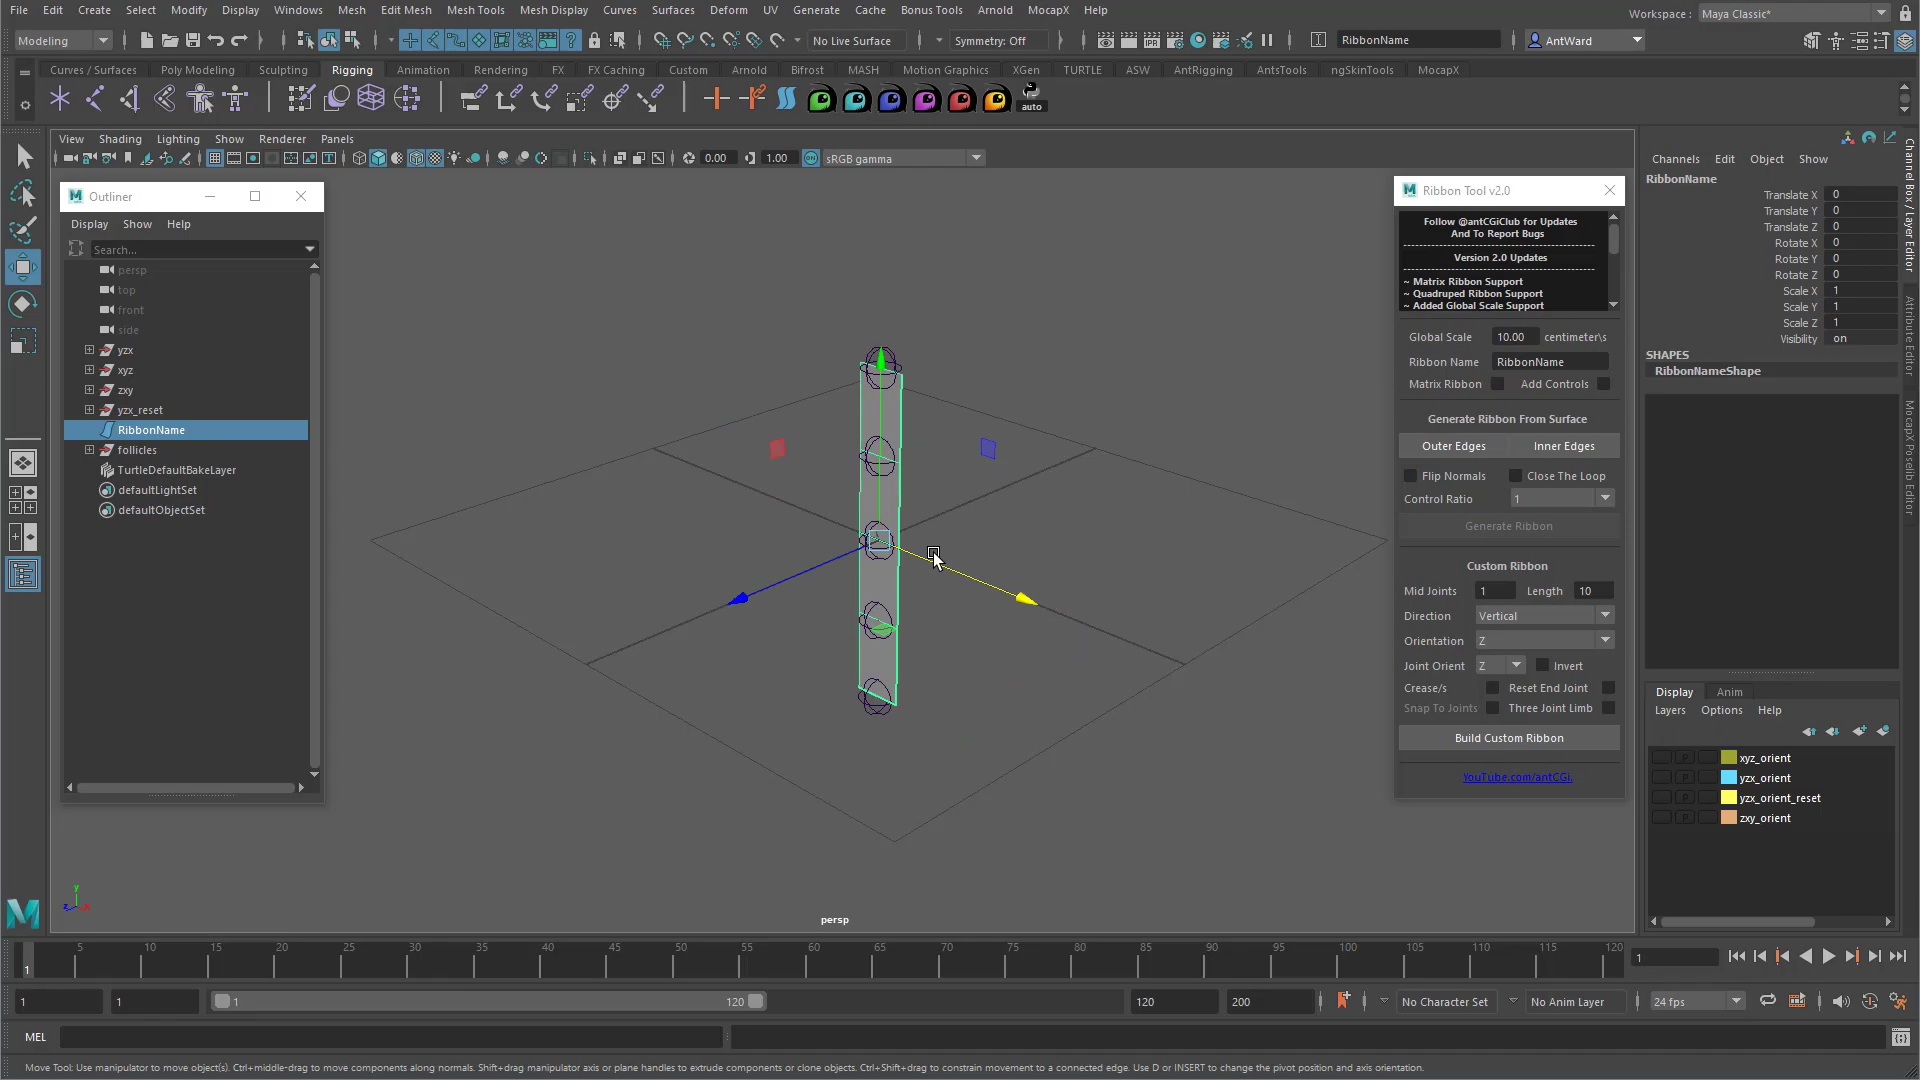 File Edit Create Select Modify Display Windows Mesh Edit Mesh Mesh Tools Mesh Display Curves Surfaces Deform UV Generate Cache Bonus Tools Arnold MocapX Help
Workspace : Maya Classic*
Modeling
No Live Surface
Symmetry: Off
RibbonName
AntWard
Curves / Surfaces Poly Modeling Sculpting Rigging Animation Rendering FX FX Caching Custom Arnold Bifrost MASH Motion Graphics XGen TURTLE ASW AntRigging AntsTools ngSkinTools MocapX
auto
View Shading Lighting Show Renderer Panels
0.00 1.00 ON sRGB gamma
Outliner
Display Show Help
Search...
persp
top
front
side
yzx
xyz
zxy
yzx_reset
RibbonName
follicles
TurtleDefaultBakeLayer
defaultLightSet
defaultObjectSet
y
z
persp
Ribbon Tool v2.0
Follow @antCGiClub for Updates
And To Report Bugs
Version 2.0 Updates
~ Matrix Ribbon Support
~ Quadruped Ribbon Support
~ Added Global Scale Support
Global Scale 10.00 centimeter\s
Ribbon Name RibbonName
Matrix Ribbon Add Controls
Generate Ribbon From Surface
Outer Edges Inner Edges
Flip Normals Close The Loop
Control Ratio 1
Generate Ribbon
Custom Ribbon
Mid Joints 1 Length 10
Direction Vertical
Orientation Z
Joint Orient Z Invert
Crease/s Reset End Joint
Snap To Joints Three Joint Limb
Build Custom Ribbon
YouTube.com/antCGi.
Channels Edit Object Show
RibbonName
Translate X 0
Translate Y 0
Translate Z 0
Rotate X 0
Rotate Y 0
Rotate Z 0
Scale X 1
Scale Y 1
Scale Z 1
Visibility on
SHAPES
RibbonNameShape
Display Anim
Layers Options Help
P xyz_orient
P yzx_orient
P yzx_orient_reset
P zxy_orient
Channel Box / Layer Editor
Attribute Editor
MocapX Poselib Editor
5 10 15 20 25 30 35 40 45 50 55 60 65 70 75 80 85 90 95 100 105 110 115 120
1
1
1 1 1 120 120 200 No Character Set No Anim Layer 24 fps
MEL
Move Tool: Use manipulator to move object(s). Ctrl+middle-drag to move components along normals. Shift+drag manipulator axis or plane handles to extrude components or clone objects. Ctrl+Shift+drag to constrain movement to a connected edge. Use D or INSERT to change the pivot position and axis orientation.